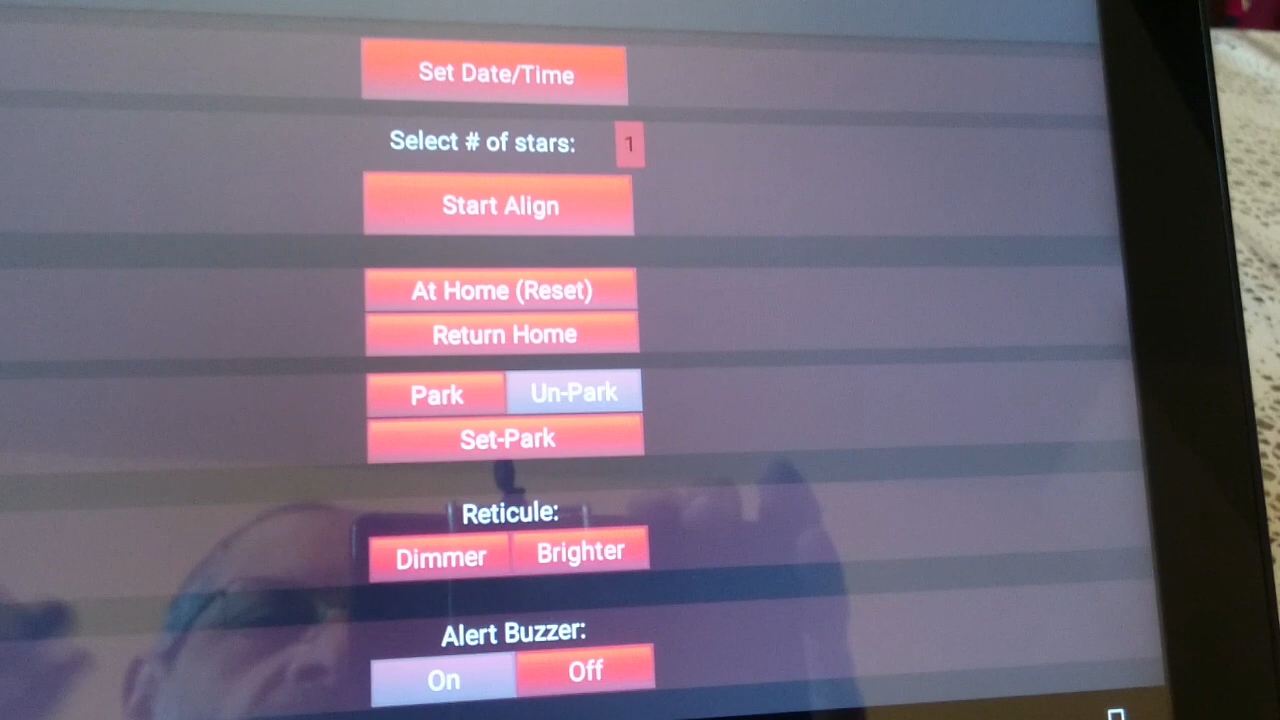 Set Date/Time
Select # of stars: 1
Start Align
At Home (Reset)
Return Home
Park Un-Park
Set-Park
Reticule:
Dimmer Brighter
Alert Buzzer:
On Off